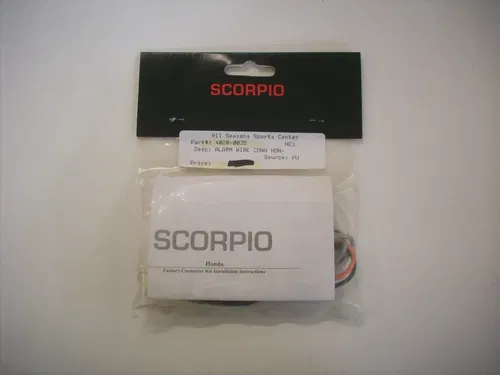 SCORPIO
All Seasons Sports Center
Part#: 4020-0035 NC:
Desc: ALARM WIRE CONN HON-
Source: PU
Price:
SCORPIO
Honda
Factory Connector Kit Installation Instructions